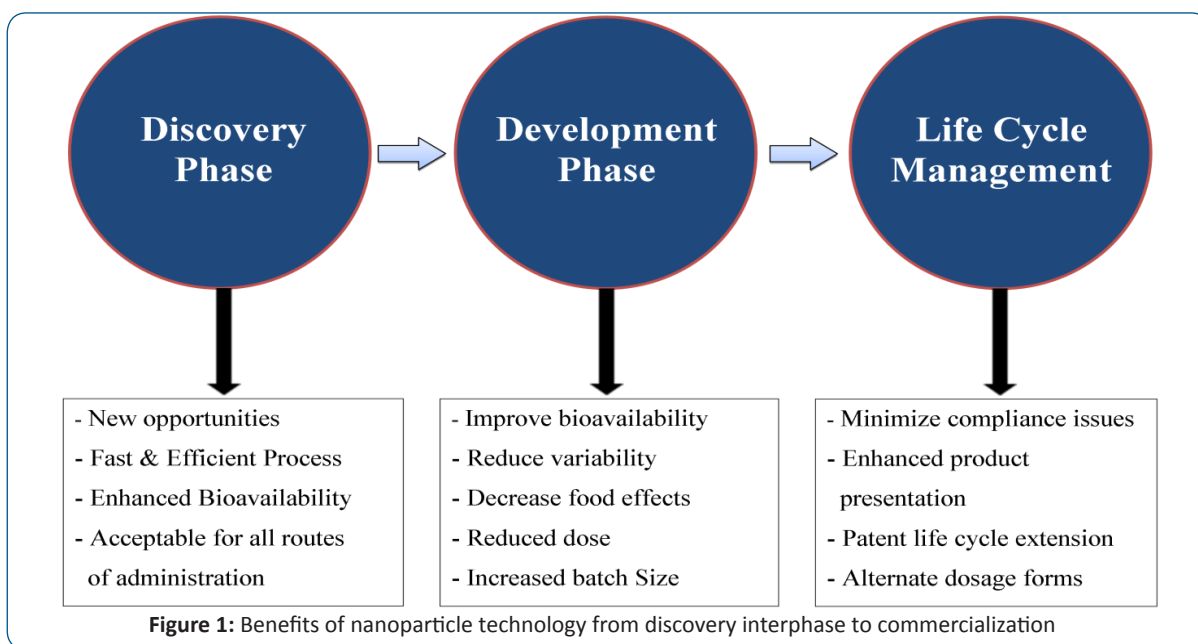 Discovery
Phase
Development
Phase
Life Cycle
Management
- New opportunities
- Fast & Efficient Process
- Enhanced Bioavailability
- Acceptable for all routes
of administration
- Improve bioavailability
- Reduce variability
- Decrease food effects
- Reduced dose
- Increased batch Size
- Minimize compliance issues
- Enhanced product
presentation
- Patent life cycle extension
- Alternate dosage forms
Figure 1: Benefits of nanoparticle technology from discovery interphase to commercialization